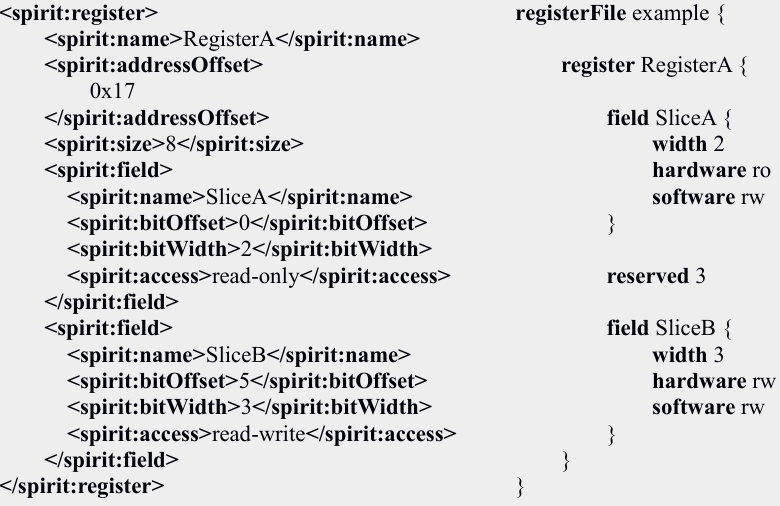 <spirit:register>
<spirit:name>RegisterA</spirit:name>
<spirit:addressOffset>
0x17
</spirit:addressOffset>
<spirit:size>8</spirit:size>
<spirit:field>
<spirit:name>SliceA</spirit:name>
<spirit:bitOffset>0</spirit:bitOffset>
<spirit:bitWidth>2</spirit:bitWidth>
<spirit:access>read-only</spirit:access>
</spirit:field>
<spirit:field>
<spirit:name>SliceB</spirit:name>
<spirit:bitOffset>5</spirit:bitOffset>
<spirit:bitWidth>3</spirit:bitWidth>
<spirit:access>read-write</spirit:access>
</spirit:field>
</spirit:register>
registerFile example {
register RegisterA {
field SliceA {
width 2
hardware ro
software rw
}
reserved 3
field SliceB {
width 3
hardware rw
software rw
}
}
}